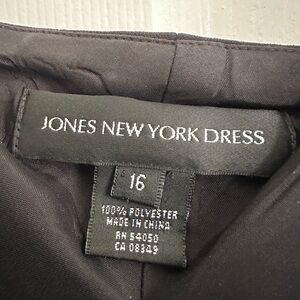 JONES NEW YORK DRESS
16
100% POLYESTER
MADE IN CHINA
RN 54050
CA 08349